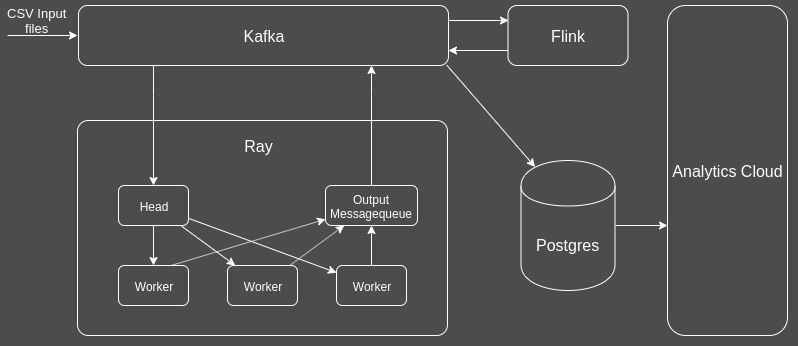 CSV Input
files
Kafka
Flink
Ray
Analytics Cloud
Head
Output
Messagequeue
Postgres
Worker
Worker
Worker